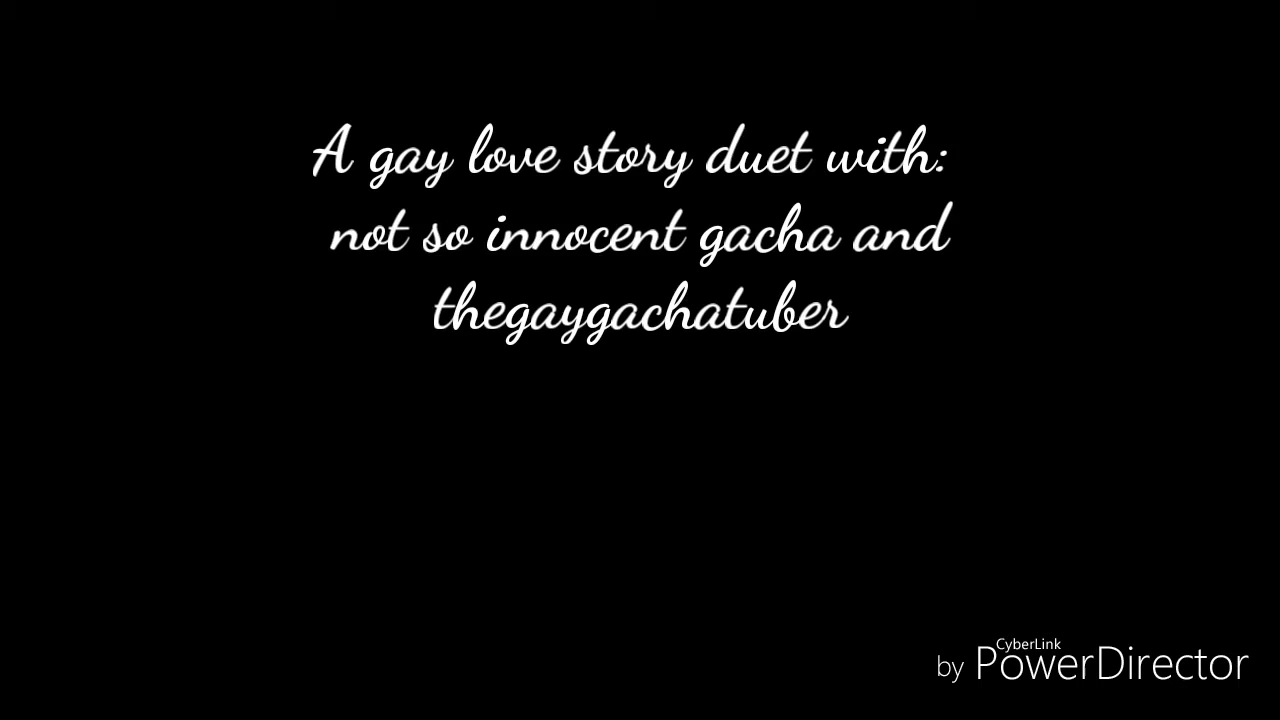 A gay love story duet with:
not so innocent gacha and
thegaygachatuber
CyberLink
by PowerDirector